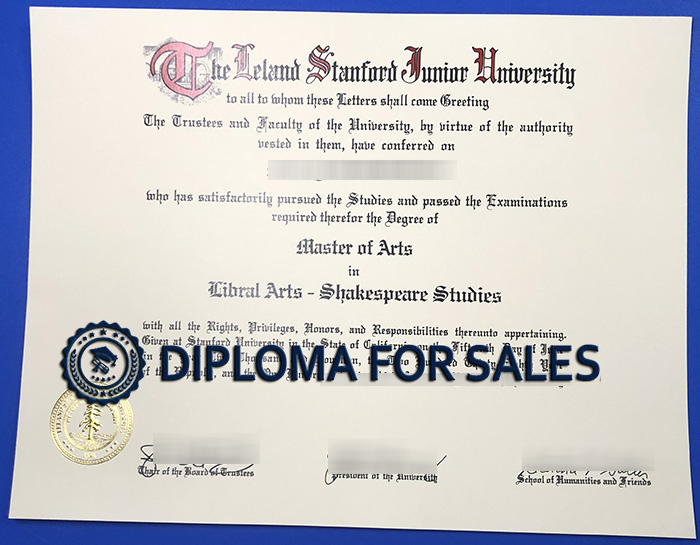 The Leland Stanford Junior University
to all to whom these Letters shall come Greeting
The Trustees and Faculty of the University, by virtue of the authority
vested in them, have conferred on
who has satisfactorily pursued the Studies and passed the Examinations
required therefor the Degree of
Master of Arts
in
Libral Arts - Shakespeare Studies
with all the Rights, Privileges, Honors, and Responsibilities thereunto appertaining.
Given at Stanford University in the State of California on
DIPLOMA FOR SALES
Chair of the Board of Trustees
President of the University
School of Humanities and Friends